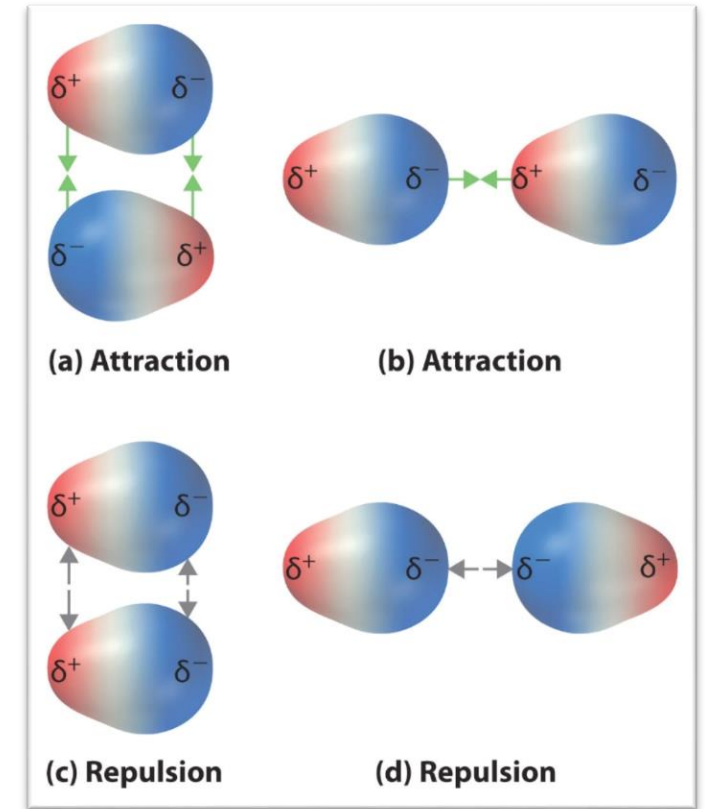 δ+ δ−
δ+ δ− δ+ δ−
δ− δ+
(a) Attraction (b) Attraction
δ+ δ−
δ+ δ− δ− δ+
δ+ δ−
(c) Repulsion (d) Repulsion